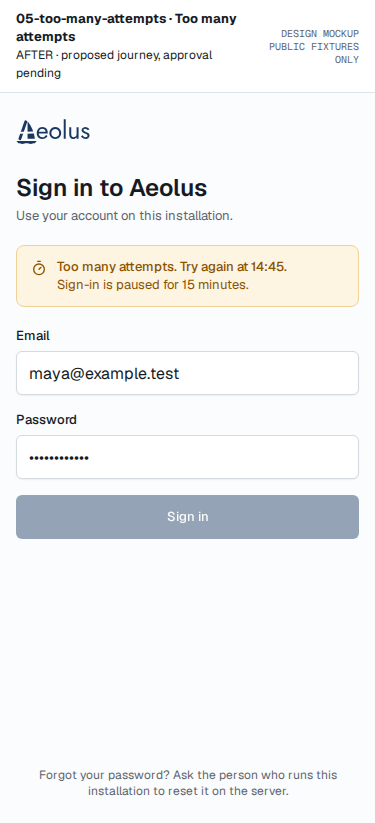 05-too-many-attempts · Too many
attempts
AFTER · proposed journey, approval
pending
DESIGN MOCKUP
PUBLIC FIXTURES
ONLY
Aeolus
Sign in to Aeolus
Use your account on this installation.
Too many attempts. Try again at 14:45.
Sign-in is paused for 15 minutes.
Email
maya@example.test
Password
••••••••••••
Sign in
Forgot your password? Ask the person who runs this
installation to reset it on the server.